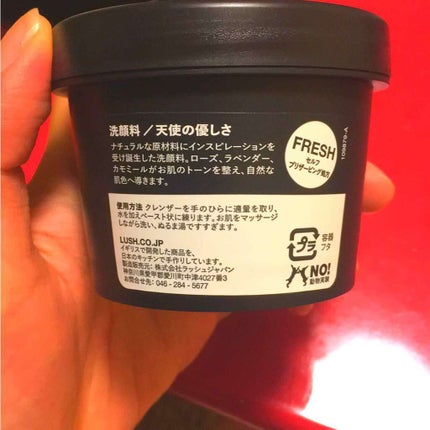 洗顔料／天使の優しさ
ナチュラルな原材料にインスピレーションを
受け誕生した洗顔料。ローズ、ラベンダー、
カモミールがお肌のトーンを整え、自然な
肌色へ導きます。
FRESH
セルフ
プリザービング処方
109879-A
使用方法 クレンザーを手のひらに適量を取り、
水を加えペースト状に練ります。お肌をマッサージ
しながら洗い、ぬるま湯ですすぎます。
LUSH.CO.JP
イギリスで開発した商品を、
日本のキッチンで手作りしています。
製造販売元: 株式会社ラッシュジャパン
神奈川県愛甲郡愛川町中津4027番3
お問合せ先: 046-284-5677
プラ
容器
フタ
NO!
動物実験